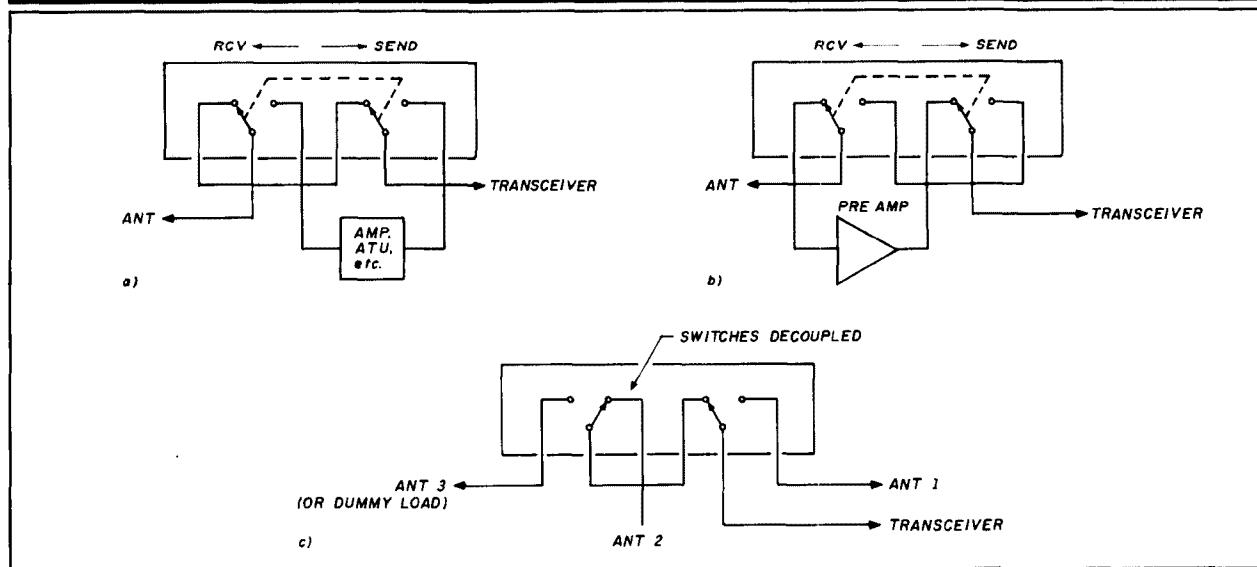 RCV SEND
ANT
TRANSCEIVER
AMP,
ATU,
etc.
a)
RCV SEND
ANT
PRE AMP
TRANSCEIVER
b)
SWITCHES DECOUPLED
ANT 3
(OR DUMMY LOAD)
ANT 2
ANT 1
TRANSCEIVER
c)